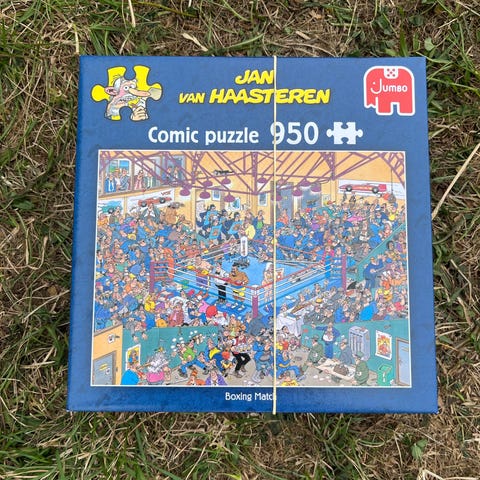 JAN
VAN HAASTEREN
Jumbo
Comic puzzle 950
Boxing Match